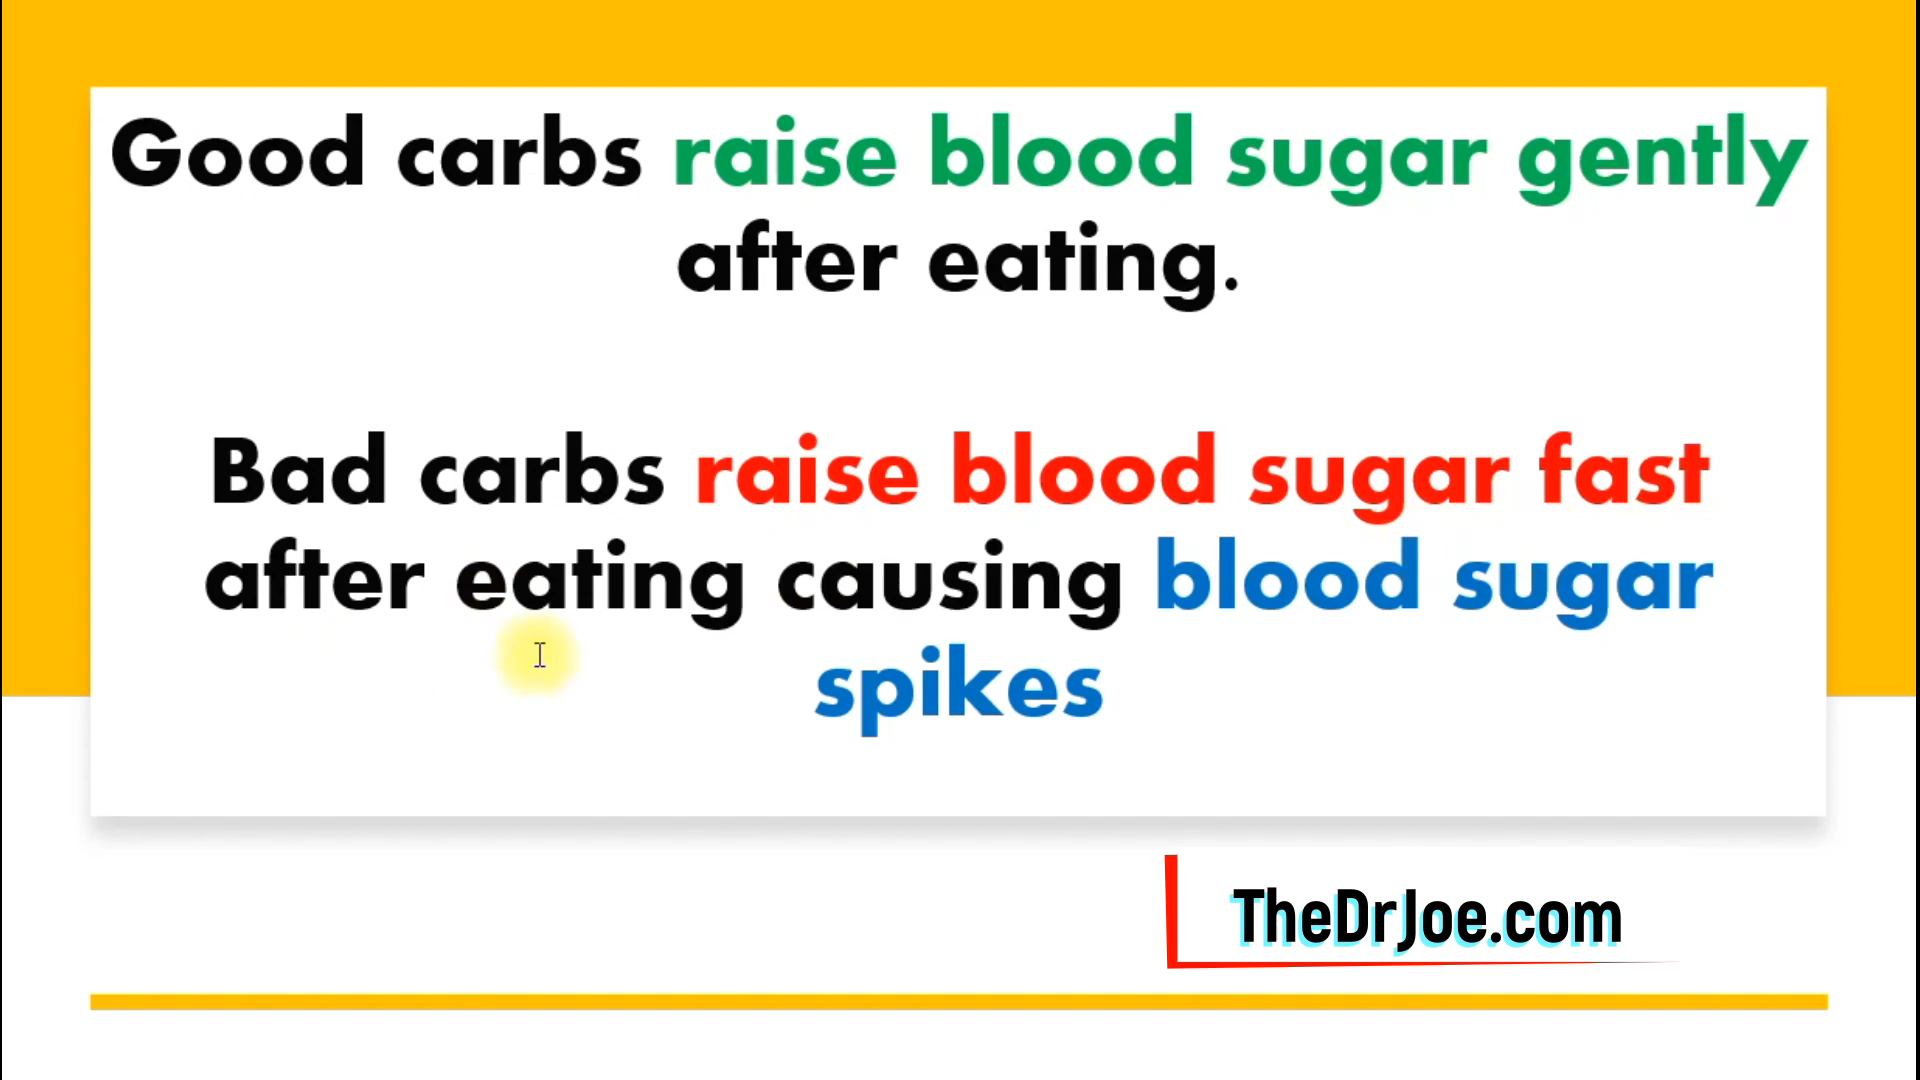 Good carbs raise blood sugar gently
after eating.
Bad carbs raise blood sugar fast
after eating causing blood sugar
spikes
TheDrJoe.com